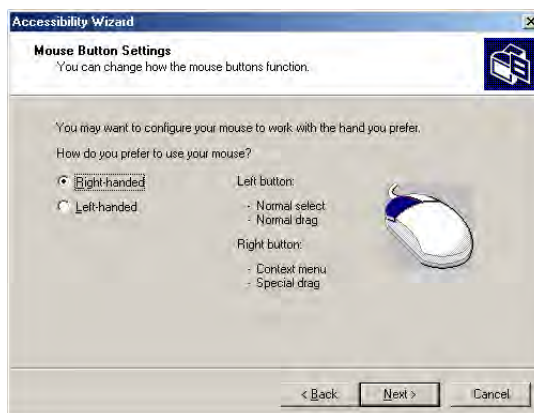 Accessibility Wizard
Mouse Button Settings
You can change how the mouse buttons function.
You may want to configure your mouse to work with the hand you prefer.
How do you prefer to use your mouse?
Right-handed
Left-handed
Left button:
- Normal select
- Normal drag
Right button:
- Context menu
- Special drag
< Back
Next >
Cancel